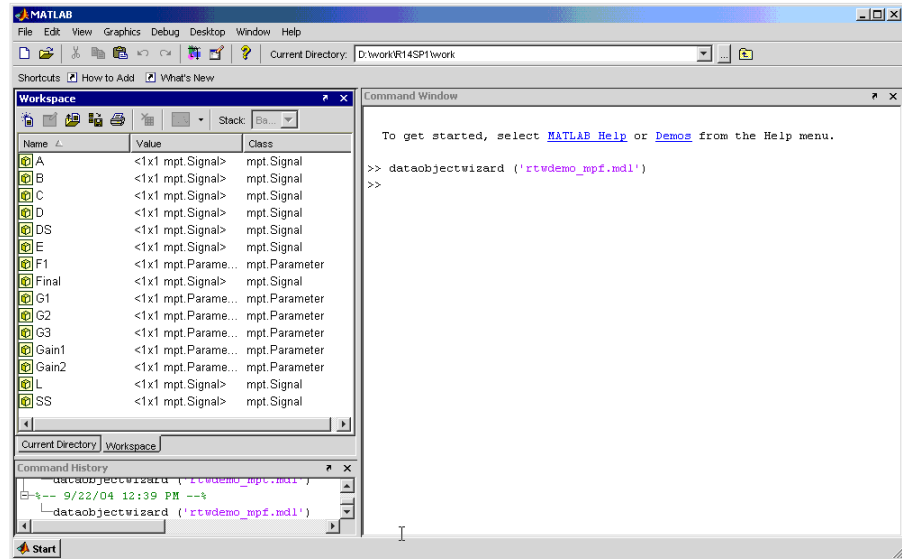 MATLAB
File Edit View Graphics Debug Desktop Window Help
Current Directory: D:\work\R14SP1\work
Shortcuts How to Add What's New
Workspace
Stack: Ba...
Name Value Class
A <1x1 mpt.Signal> mpt.Signal
B <1x1 mpt.Signal> mpt.Signal
C <1x1 mpt.Signal> mpt.Signal
D <1x1 mpt.Signal> mpt.Signal
DS <1x1 mpt.Signal> mpt.Signal
E <1x1 mpt.Signal> mpt.Signal
F1 <1x1 mpt.Parame... mpt.Parameter
Final <1x1 mpt.Signal> mpt.Signal
G1 <1x1 mpt.Parame... mpt.Parameter
G2 <1x1 mpt.Parame... mpt.Parameter
G3 <1x1 mpt.Parame... mpt.Parameter
Gain1 <1x1 mpt.Parame... mpt.Parameter
Gain2 <1x1 mpt.Parame... mpt.Parameter
L <1x1 mpt.Signal> mpt.Signal
SS <1x1 mpt.Signal> mpt.Signal
Current Directory Workspace
Command History
dataobjectwizard ('rtwdemo_mpt.mdl')
%-- 9/22/04 12:39 PM --%
dataobjectwizard ('rtwdemo_mpf.mdl')
Command Window
To get started, select MATLAB Help or Demos from the Help menu.
>> dataobjectwizard ('rtwdemo_mpf.mdl')
>>
Start